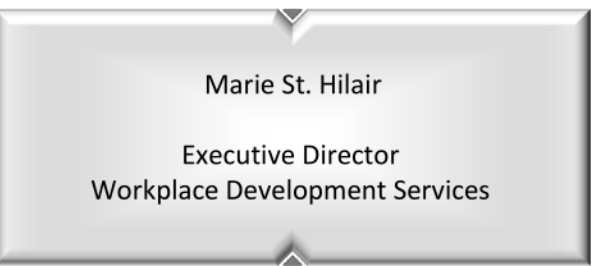 Marie St. Hilair
Executive Director
Workplace Development Services